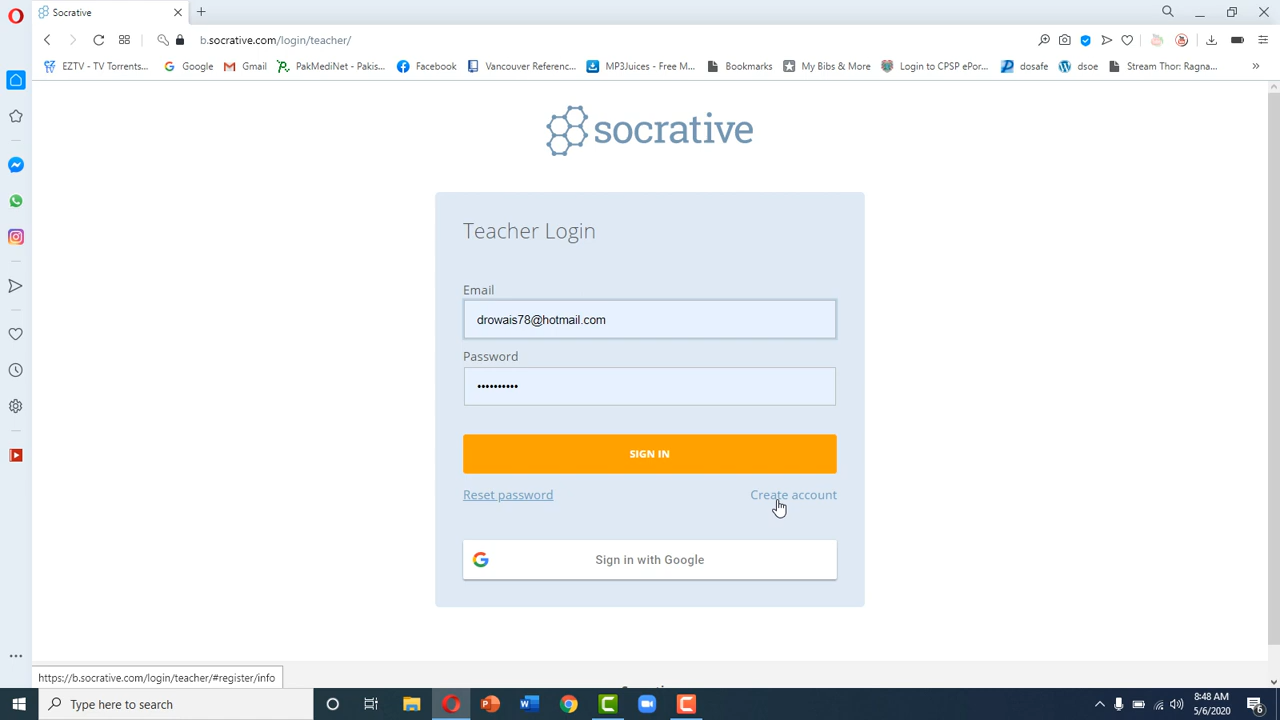 Socrative
b.socrative.com/login/teacher/
EZTV - TV Torrents...
Google
Gmail
PakMediNet - Pakis...
Facebook
Vancouver Referenc...
MP3Juices - Free M...
Bookmarks
My Bibs & More
Login to CPSP ePor...
dosafe
dsoe
Stream Thor: Ragna...
socrative
Teacher Login
Email
drowais78@hotmail.com
Password
••••••••••
SIGN IN
Reset password
Create account
Sign in with Google
https://b.socrative.com/login/teacher/#register/info
Type here to search
8:48 AM
5/6/2020
6